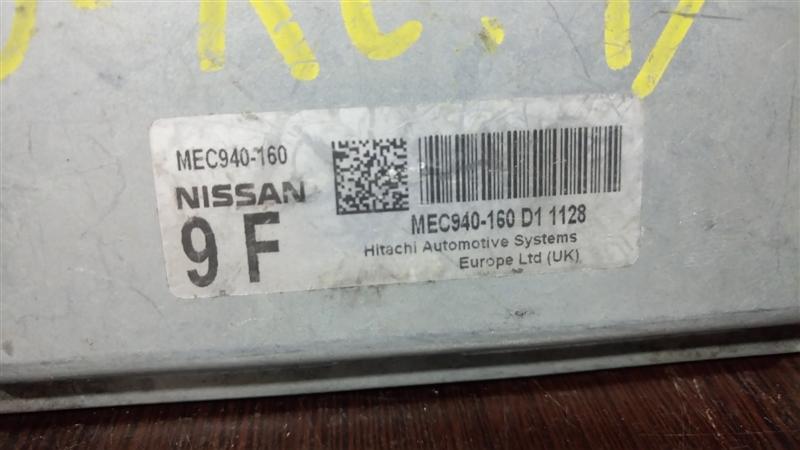 MEC940-160
NISSAN
9 F
MEC940-160 D1 1128
Hitachi Automotive Systems
Europe Ltd (UK)